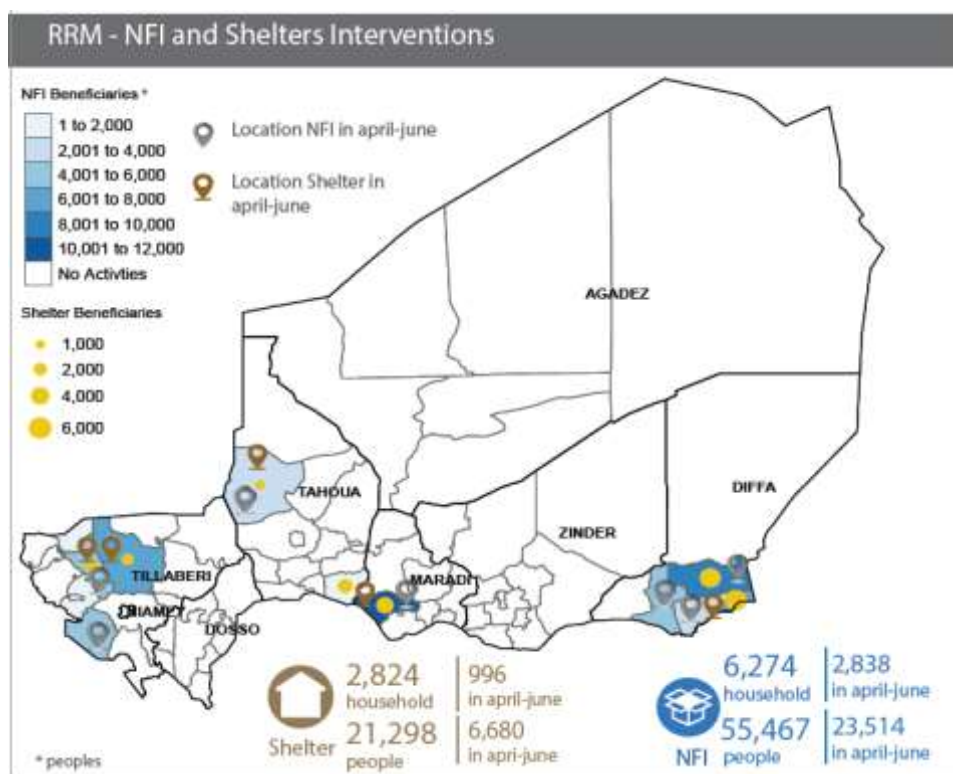 RRM - NFI and Shelters Interventions
NFI Beneficiaries *
1 to 2,000
2,001 to 4,000
4,001 to 6,000
6,001 to 8,000
8,001 to 10,000
10,001 to 12,000
No Activties
Location NFI in april-june
Location Shelter in
april-june
Shelter Beneficiaries
1,000
2,000
4,000
6,000
AGADEZ
TAHOUA
DIFFA
ZINDER
MARADI
TILLABERI
NIAMEY
DOSSO
2,824
household
996
in april-june
Shelter
21,298
people
6,680
in apri-june
6,274
household
2,838
in april-june
NFI
55,467
people
23,514
in april-june
* peoples